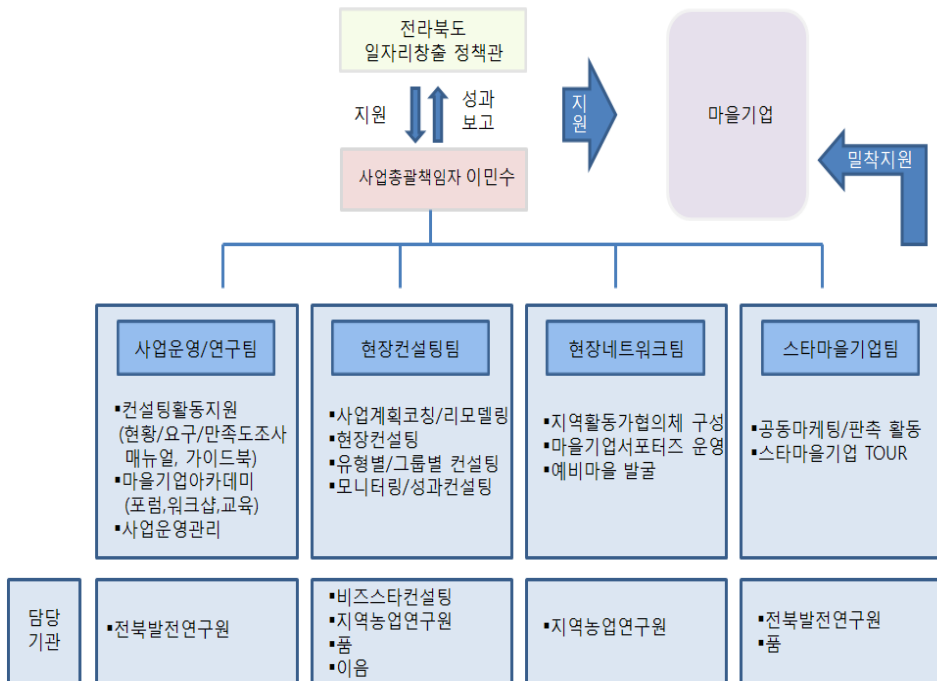 전라북도
일자리창출 정책관
지원
성과
보고
지
원
마을기업
밀착지원
사업총괄책임자 이민수
사업운영/연구팀
▪컨설팅활동지원
(현황/요구/만족도조사
매뉴얼, 가이드북)
▪마을기업아카데미
(포럼,워크샵,교육)
▪사업운영관리
현장컨설팅팀
▪사업계획코칭/리모델링
▪현장컨설팅
▪유형별/그룹별 컨설팅
▪모니터링/성과컨설팅
현장네트워크팀
▪지역활동가협의체 구성
▪마을기업서포터즈 운영
▪예비마을 발굴
스타마을기업팀
▪공동마케팅/판촉 활동
▪스타마을기업 TOUR
담당
기관
▪전북발전연구원
▪비즈스타컨설팅
▪지역농업연구원
▪품
▪이음
▪지역농업연구원
▪전북발전연구원
▪품